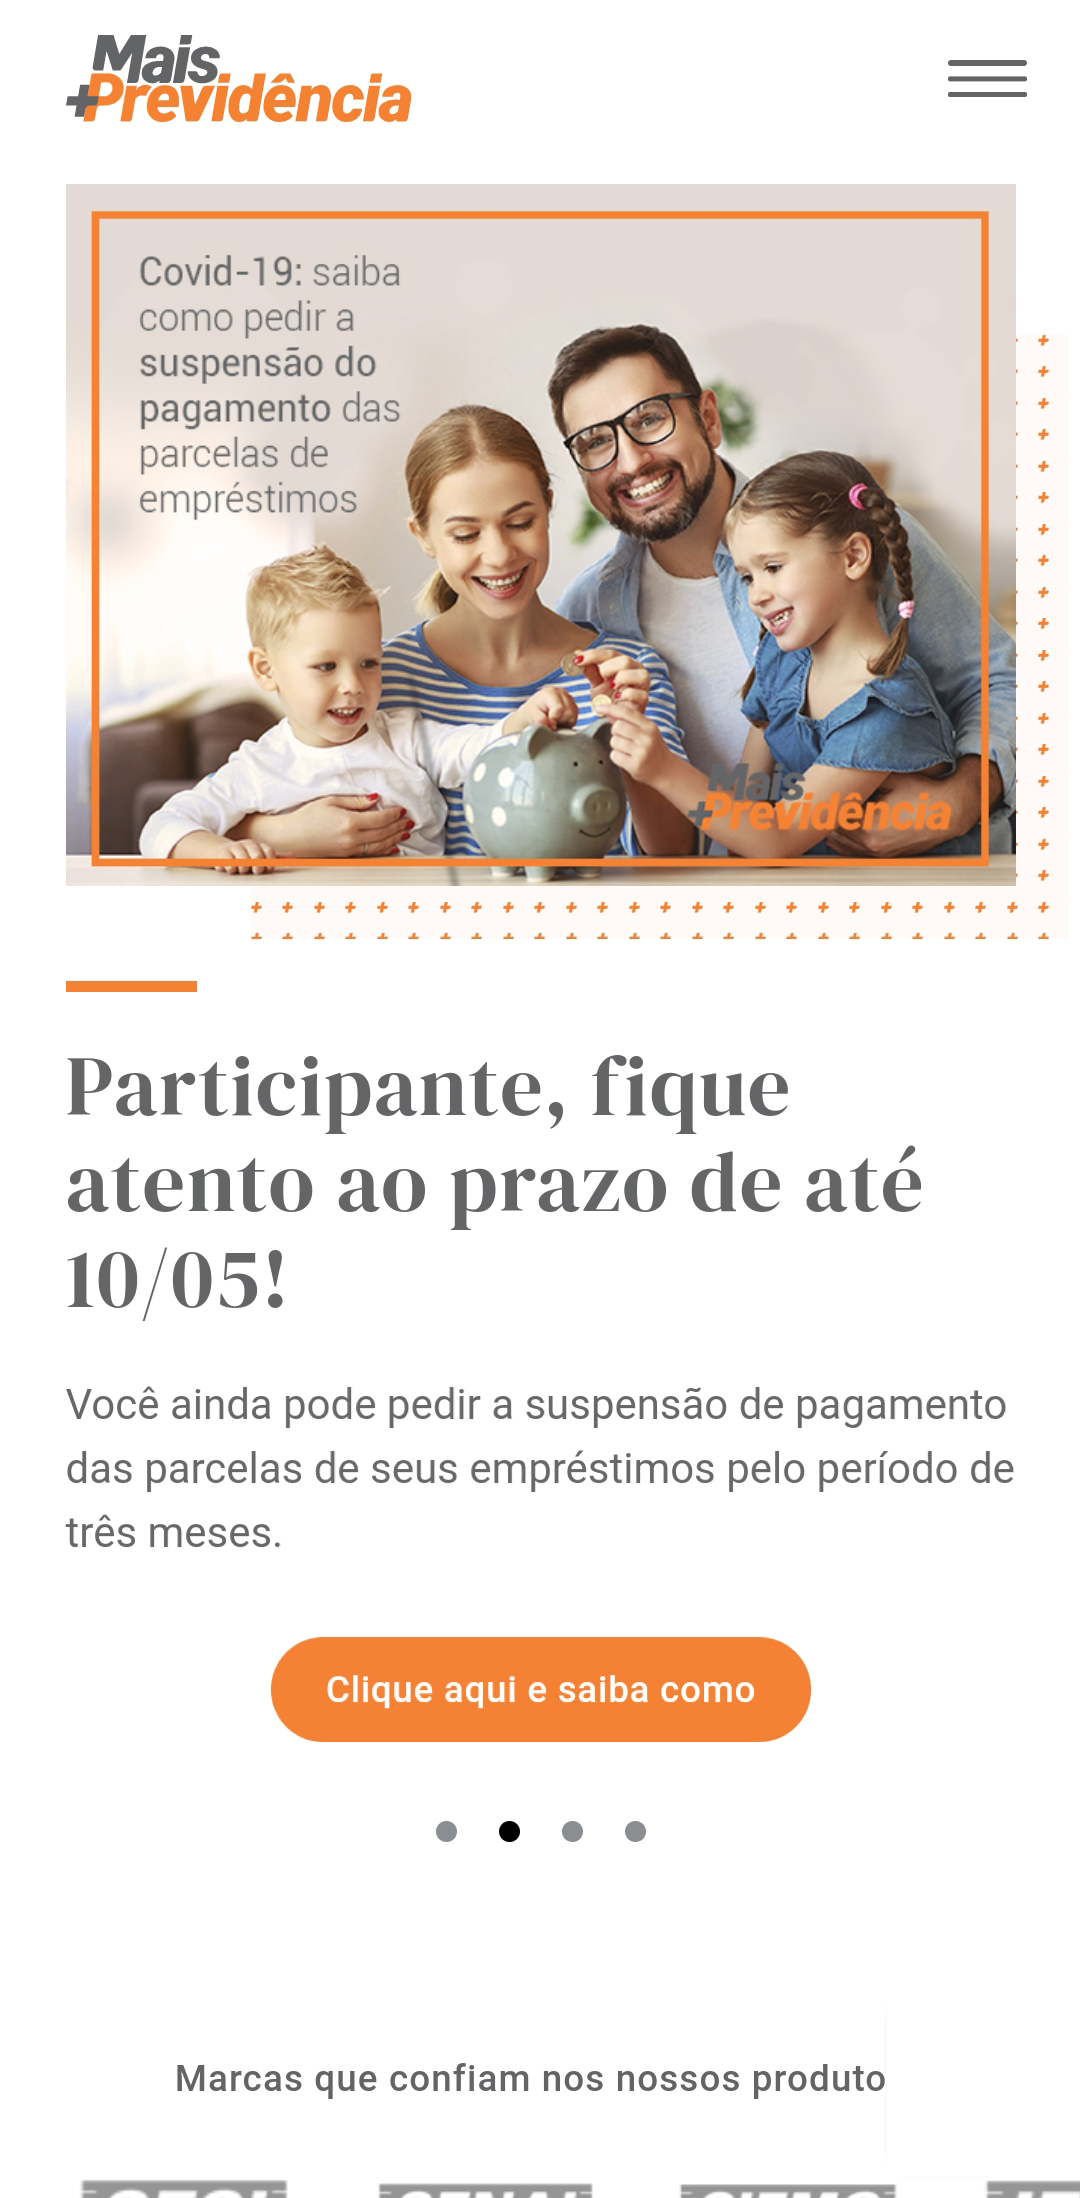 Mais
+Previdência
Covid-19: saiba
como pedir a
suspensão do
pagamento das
parcelas de
empréstimos
Mais
+Previdência
Participante, fique
atento ao prazo de até
10/05!
Você ainda pode pedir a suspensão de pagamento
das parcelas de seus empréstimos pelo período de
três meses.
Clique aqui e saiba como
Marcas que confiam nos nossos produto